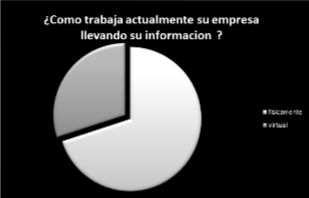 ¿Como trabaja actualmente su empresa
llevando su informacion ?
fisicamente
virtual